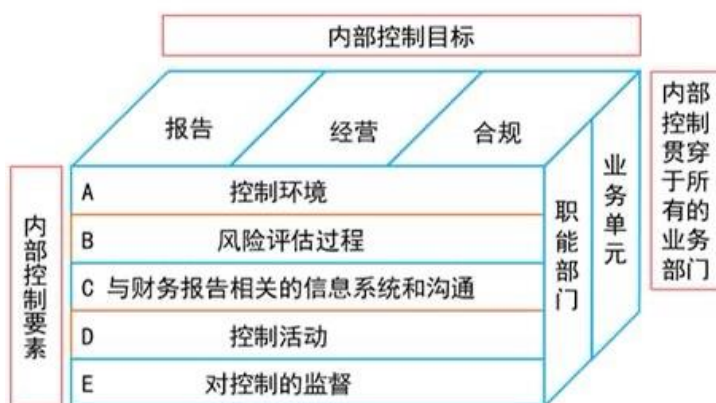 内部控制目标
报告
经营
合规
内部控制要素
A 控制环境
B 风险评估过程
C 与财务报告相关的信息系统和沟通
D 控制活动
E 对控制的监督
职能部门
业务单元
内部
控制
贯穿
于所
有的
业务
部门